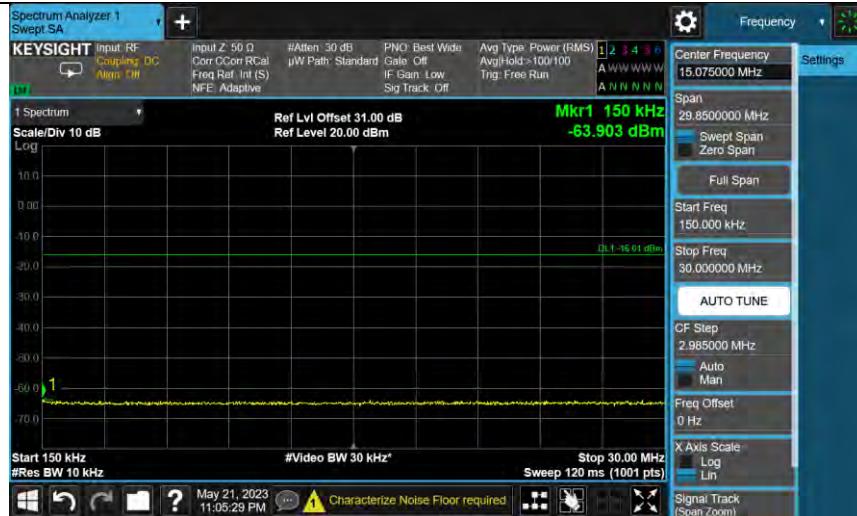 Spectrum Analyzer 1
Swept SA
+
Frequency
KEYSIGHT
Input: RF
Coupling: DC
Align: Off
Input Z: 50 Ω
Corr CCorr RCal
Freq Ref: Int (S)
NFE: Adaptive
#Atten: 30 dB
µW Path: Standard
PNO: Best Wide
Gate: Off
IF Gain: Low
Sig Track: Off
Avg Type: Power (RMS)
Avg|Hold:>100/100
Trig: Free Run
1 2 3 4 5 6
A W W W W W
A N N N N N
1 Spectrum
Scale/Div 10 dB
Ref Lvl Offset 31.00 dB
Ref Level 20.00 dBm
Mkr1 150 kHz
-63.903 dBm
Log
10.0
0.00
-10.0
-20.0
-30.0
-40.0
-50.0
-60.0
-70.0
DL1 -16.01 dBm
1
Start 150 kHz
#Res BW 10 kHz
#Video BW 30 kHz*
Stop 30.00 MHz
Sweep 120 ms (1001 pts)
?
May 21, 2023
11:05:29 PM
Characterize Noise Floor required
Center Frequency
15.075000 MHz
Settings
Span
29.8500000 MHz
Swept Span
Zero Span
Full Span
Start Freq
150.000 kHz
Stop Freq
30.000000 MHz
AUTO TUNE
CF Step
2.985000 MHz
Auto
Man
Freq Offset
0 Hz
X Axis Scale
Log
Lin
Signal Track
(Span Zoom)